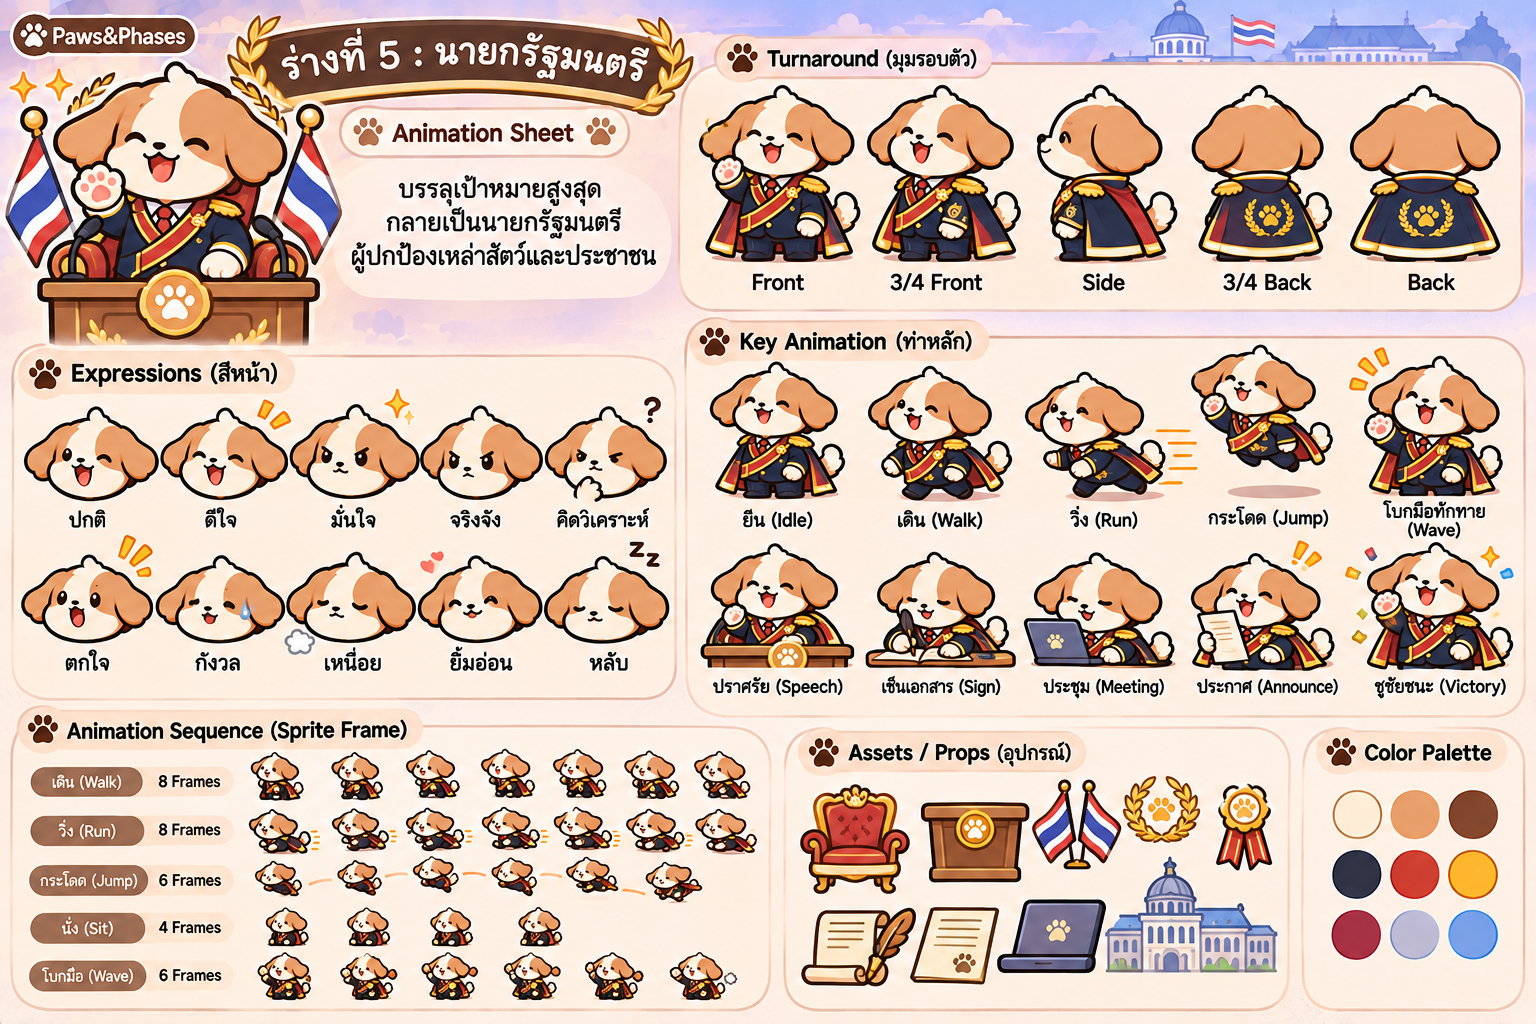 Paws&Phases
ร่างที่ 5 : นายกรัฐมนตรี
Animation Sheet
บรรลุเป้าหมายสูงสุด
กลายเป็นนายกรัฐมนตรี
ผู้ปกป้องเหล่าสัตว์และประชาชน
Turnaround (มุมรอบตัว)
Front
3/4 Front
Side
3/4 Back
Back
Expressions (สีหน้า)
?
ปกติ
ดีใจ
มั่นใจ
จริงจัง
คิดวิเคราะห์
zz
ตกใจ
กังวล
เหนื่อย
ยิ้มอ่อน
หลับ
Key Animation (ท่าหลัก)
ยืน (Idle)
เดิน (Walk)
วิ่ง (Run)
กระโดด (Jump)
โบกมือทักทาย
(Wave)
ปราศรัย (Speech)
เซ็นเอกสาร (Sign)
ประชุม (Meeting)
ประกาศ (Announce)
ชูชัยชนะ (Victory)
Animation Sequence (Sprite Frame)
เดิน (Walk) 8 Frames
วิ่ง (Run) 8 Frames
กระโดด (Jump) 6 Frames
นั่ง (Sit) 4 Frames
โบกมือ (Wave) 6 Frames
Assets / Props (อุปกรณ์)
Color Palette